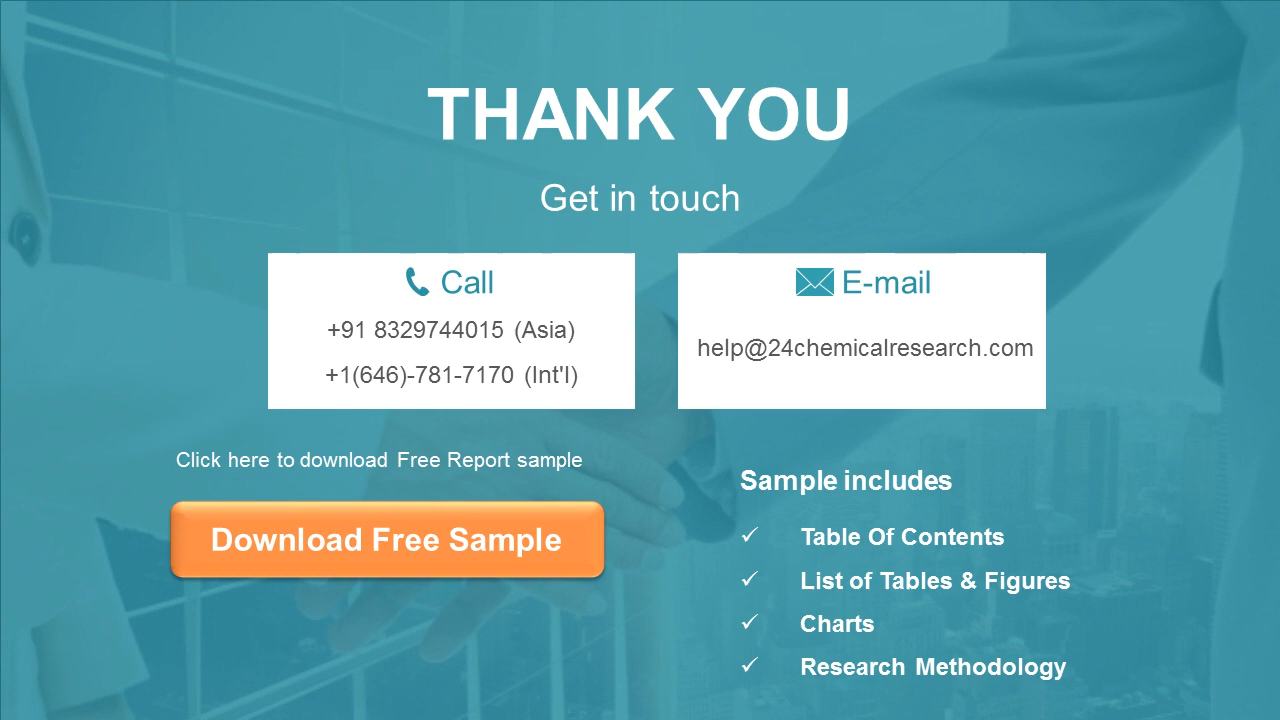 THANK YOU
Get in touch
Call
+91 8329744015 (Asia)
+1(646)-781-7170 (Int'l)
E-mail
help@24chemicalresearch.com
Click here to download Free Report sample
Download Free Sample
Sample includes
✓ Table Of Contents
✓ List of Tables & Figures
✓ Charts
✓ Research Methodology